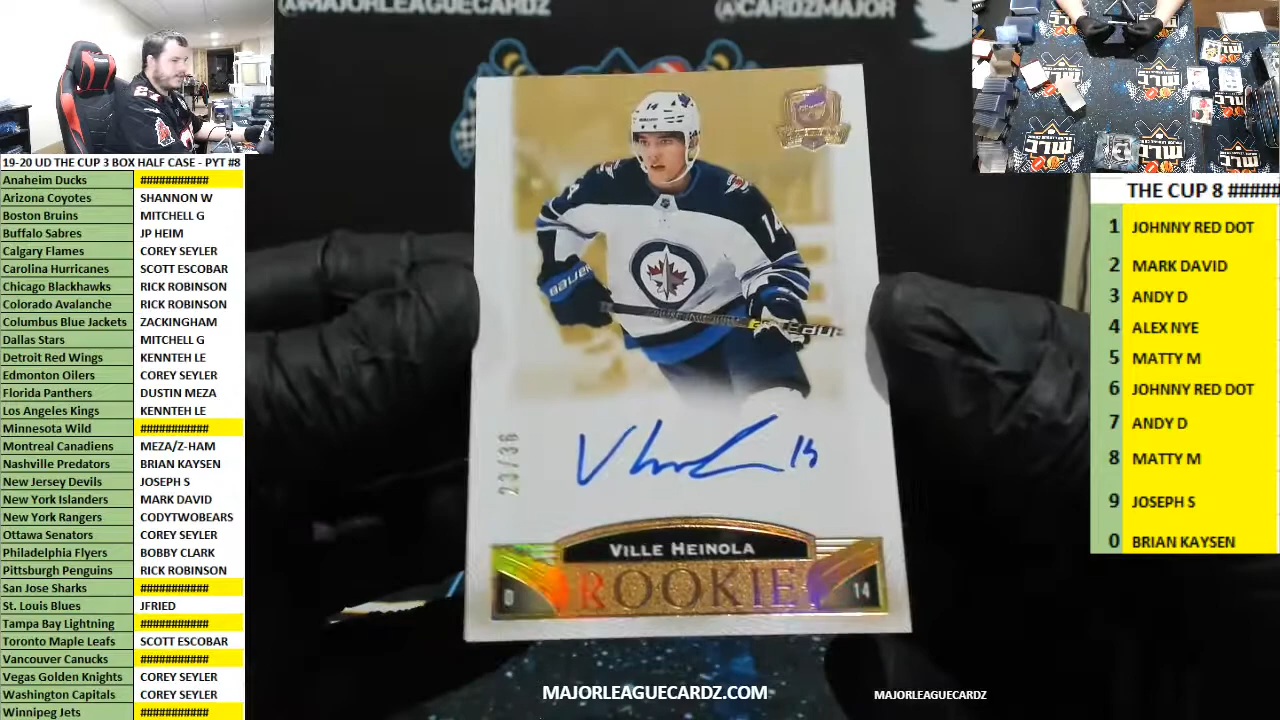 @MAJORLEAGUECARDZ
@CARDZMAJOR
19-20 UD THE CUP 3 BOX HALF CASE - PYT #8
Anaheim Ducks ###########
Arizona Coyotes SHANNON W
Boston Bruins MITCHELL G
Buffalo Sabres JP HEIM
Calgary Flames COREY SEYLER
Carolina Hurricanes SCOTT ESCOBAR
Chicago Blackhawks RICK ROBINSON
Colorado Avalanche RICK ROBINSON
Columbus Blue Jackets ZACKINGHAM
Dallas Stars MITCHELL G
Detroit Red Wings KENNTEH LE
Edmonton Oilers COREY SEYLER
Florida Panthers DUSTIN MEZA
Los Angeles Kings KENNTEH LE
Minnesota Wild ###########
Montreal Canadiens MEZA/Z-HAM
Nashville Predators BRIAN KAYSEN
New Jersey Devils JOSEPH S
New York Islanders MARK DAVID
New York Rangers CODYTWOBEARS
Ottawa Senators COREY SEYLER
Philadelphia Flyers BOBBY CLARK
Pittsburg Penguins RICK ROBINSON
San Jose Sharks ###########
St. Louis Blues JFRIED
Tampa Bay Lightning ###########
Toronto Maple Leafs SCOTT ESCOBAR
Vancouver Canucks ###########
Vegas Golden Knights COREY SEYLER
Washington Capitals COREY SEYLER
Winnipeg Jets ###########
14
14
BAUER
23/36
VILLE HEINOLA
ROOKIE
D
14
MAJORLEAGUECARDZ.COM
MAJORLEAGUECARDZ
THE CUP 8 #####
1 JOHNNY RED DOT
2 MARK DAVID
3 ANDY D
4 ALEX NYE
5 MATTY M
6 JOHNNY RED DOT
7 ANDY D
8 MATTY M
9 JOSEPH S
0 BRIAN KAYSEN